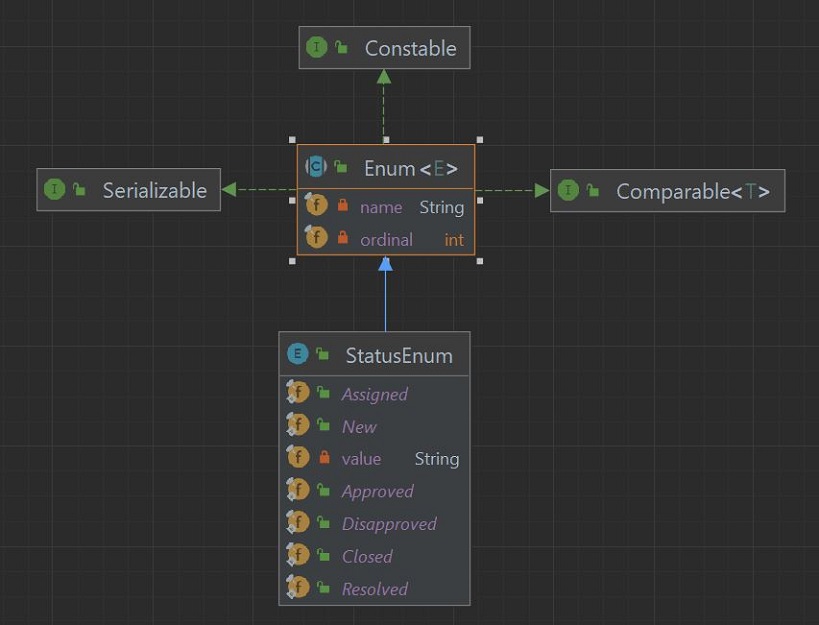 I Constable
C Enum<E>
f name String
f ordinal int
I Serializable
I Comparable<T>
E StatusEnum
f Assigned
f New
f value String
f Approved
f Disapproved
f Closed
f Resolved